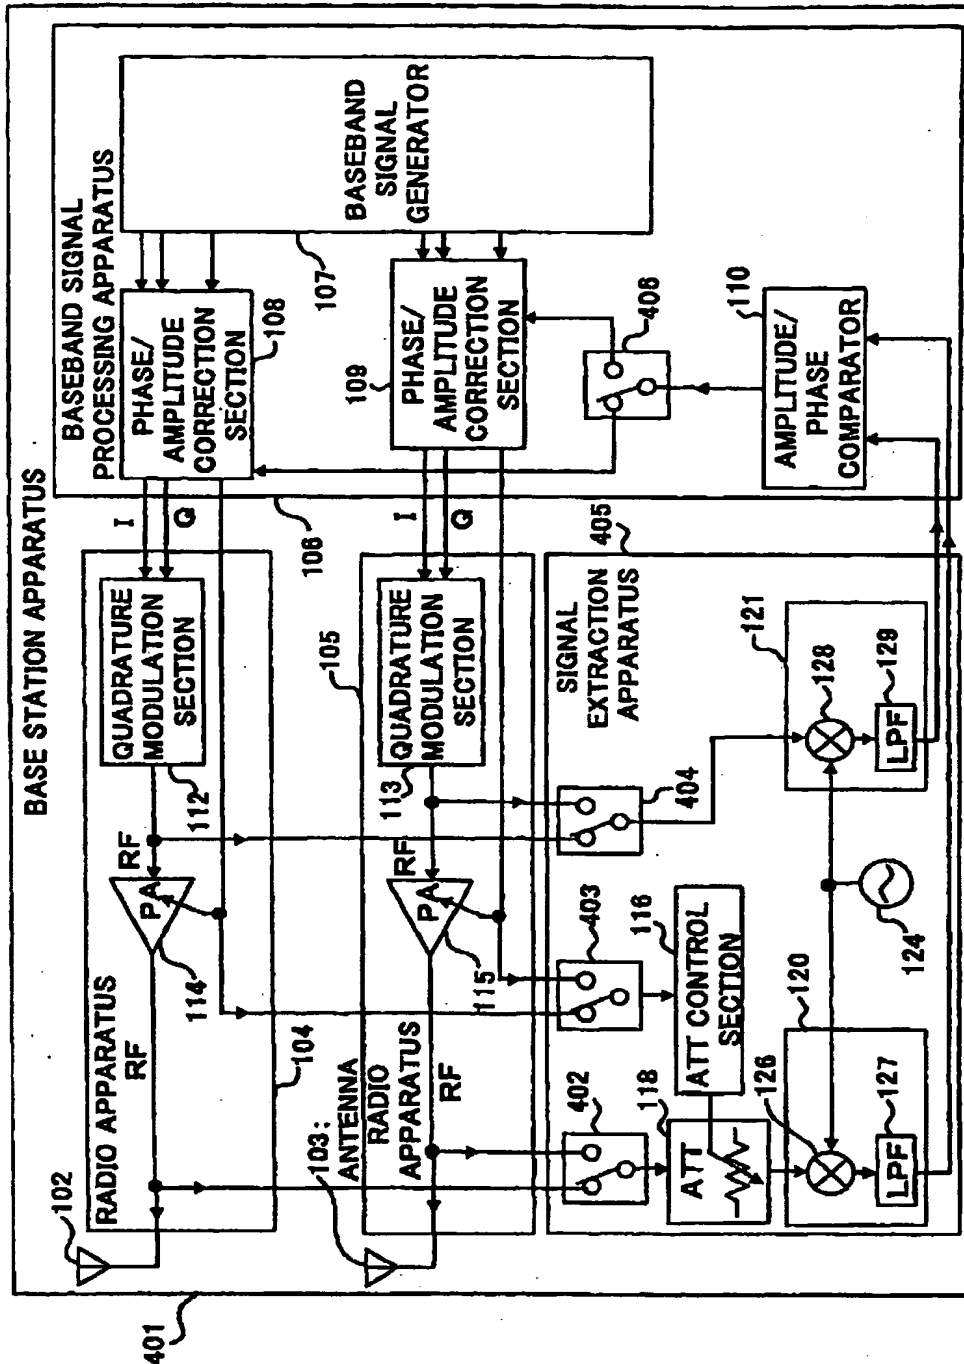 BASE STATION APPARATUS
401
102
RADIO APPARATUS
RF
104
114
PA
RF
112
QUADRATURE
MODULATION
SECTION
I
Q
106
BASEBAND SIGNAL
PROCESSING APPARATUS
PHASE/
AMPLITUDE
CORRECTION
SECTION
108
107
BASEBAND
SIGNAL
GENERATOR
103:
ANTENNA
RADIO
APPARATUS
RF
115
PA
RF
113
QUADRATURE
MODULATION
SECTION
105
I
Q
109
PHASE/
AMPLITUDE
CORRECTION
SECTION
406
402
403
404
405
SIGNAL
EXTRACTION
APPARATUS
118
ATT
116
ATT CONTROL
SECTION
120
126
127
LPF
124
121
128
129
LPF
110
AMPLITUDE/
PHASE
COMPARATOR